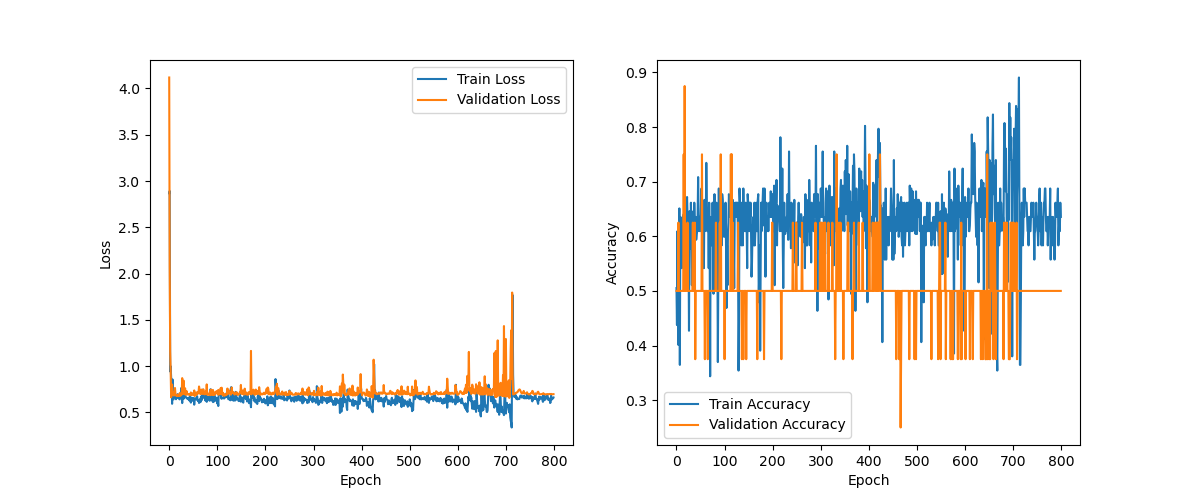 4.0
3.5
3.0
2.5
2.0
1.5
1.0
0.5
Loss
0 100 200 300 400 500 600 700 800
Epoch
Train Loss
Validation Loss
0.9
0.8
0.7
0.6
0.5
0.4
0.3
Accuracy
0 100 200 300 400 500 600 700 800
Epoch
Train Accuracy
Validation Accuracy